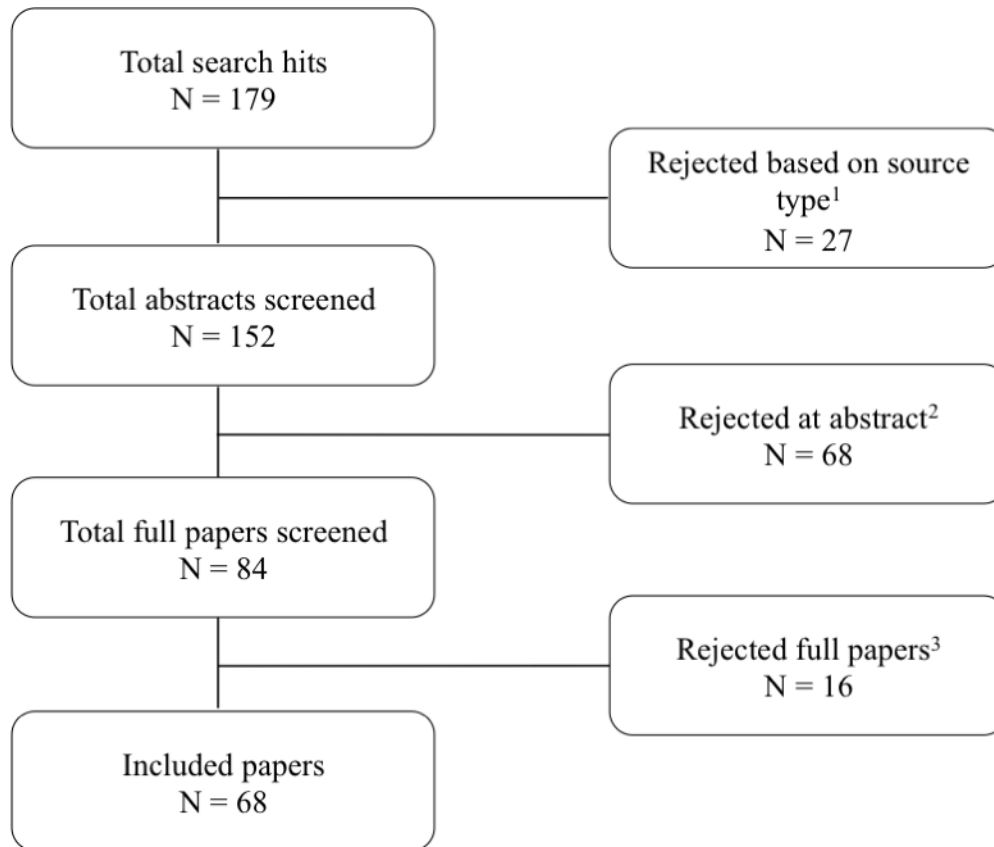 Total search hits
N = 179
Rejected based on source
type¹
N = 27
Total abstracts screened
N = 152
Rejected at abstract²
N = 68
Total full papers screened
N = 84
Rejected full papers³
N = 16
Included papers
N = 68